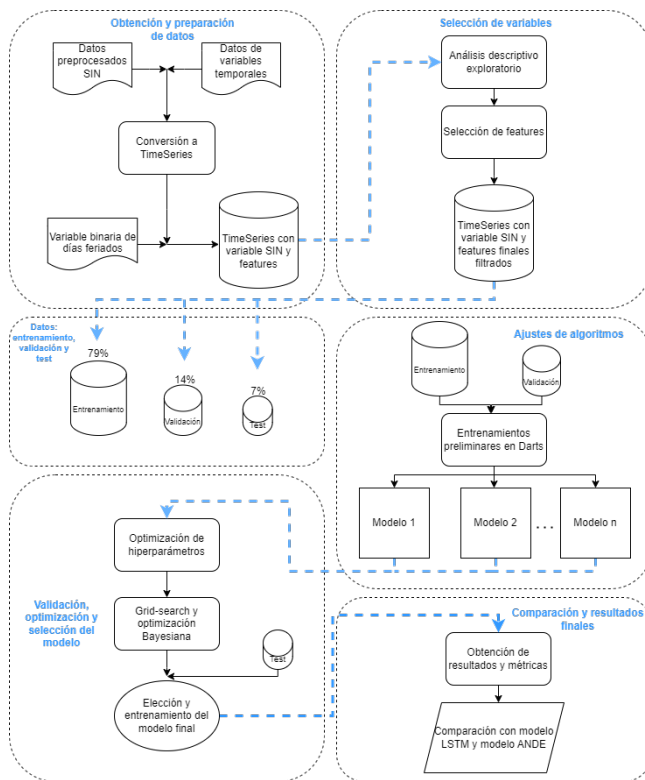 Obtención y preparación
de datos
Datos
preprocesados
SIN
Datos de
variables
temporales
Conversión a
TimeSeries
Variable binaria de
días feriados
TimeSeries con
variable SIN y
features
Selección de variables
Análisis descriptivo
exploratorio
Selección de features
TimeSeries con
variable SIN y
features finales
filtrados
Datos:
entrenamiento,
validación y
test
79%
Entrenamiento
14%
Validación
7%
Test
Ajustes de algoritmos
Entrenamiento
Validación
Entrenamientos
preliminares en Darts
Modelo 1
Modelo 2
...
Modelo n
Validación,
optimización y
selección del
modelo
Optimización de
hiperparámetros
Grid-search y
optimización
Bayesiana
Test
Elección y
entrenamiento del
modelo final
Comparación y resultados
finales
Obtención de
resultados y métricas
Comparación con modelo
LSTM y modelo ANDE